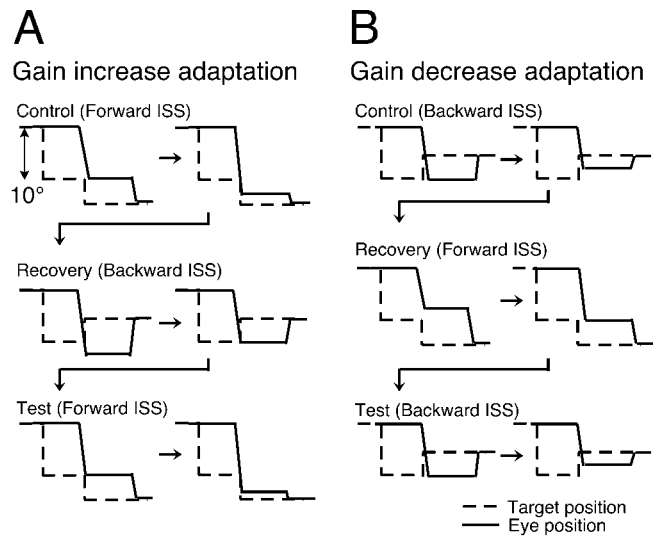 A
Gain increase adaptation
Control (Forward ISS)
10°
Recovery (Backward ISS)
Test (Forward ISS)
B
Gain decrease adaptation
Control (Backward ISS)
Recovery (Forward ISS)
Test (Backward ISS)
Target position
Eye position